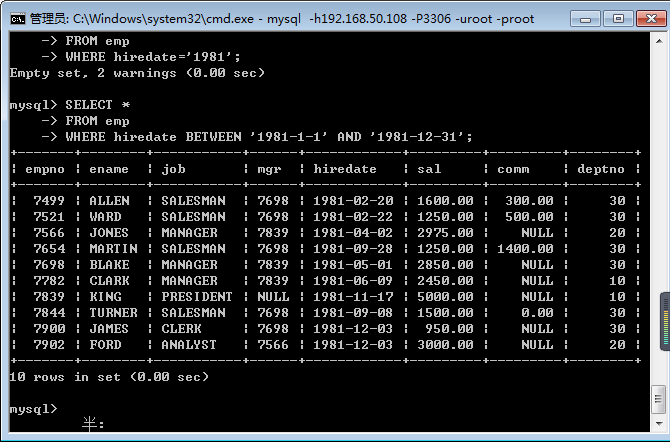 管理员: C:\Windows\system32\cmd.exe - mysql  -h192.168.50.108 -P3306 -uroot -proot
    -> FROM emp
    -> WHERE hiredate='1981';
Empty set, 2 warnings (0.00 sec)
mysql> SELECT *
    -> FROM emp
    -> WHERE hiredate BETWEEN '1981-1-1' AND '1981-12-31';
+-------+--------+-----------+------+------------+---------+---------+--------+
| empno | ename  | job       | mgr  | hiredate   | sal     | comm    | deptno |
+-------+--------+-----------+------+------------+---------+---------+--------+
|  7499 | ALLEN  | SALESMAN  | 7698 | 1981-02-20 | 1600.00 |  300.00 |     30 |
|  7521 | WARD   | SALESMAN  | 7698 | 1981-02-22 | 1250.00 |  500.00 |     30 |
|  7566 | JONES  | MANAGER   | 7839 | 1981-04-02 | 2975.00 |    NULL |     20 |
|  7654 | MARTIN | SALESMAN  | 7698 | 1981-09-28 | 1250.00 | 1400.00 |     30 |
|  7698 | BLAKE  | MANAGER   | 7839 | 1981-05-01 | 2850.00 |    NULL |     30 |
|  7782 | CLARK  | MANAGER   | 7839 | 1981-06-09 | 2450.00 |    NULL |     10 |
|  7839 | KING   | PRESIDENT | NULL | 1981-11-17 | 5000.00 |    NULL |     10 |
|  7844 | TURNER | SALESMAN  | 7698 | 1981-09-08 | 1500.00 |    0.00 |     30 |
|  7900 | JAMES  | CLERK     | 7698 | 1981-12-03 |  950.00 |    NULL |     30 |
|  7902 | FORD   | ANALYST   | 7566 | 1981-12-03 | 3000.00 |    NULL |     20 |
+-------+--------+-----------+------+------------+---------+---------+--------+
10 rows in set (0.00 sec)
mysql>
半: